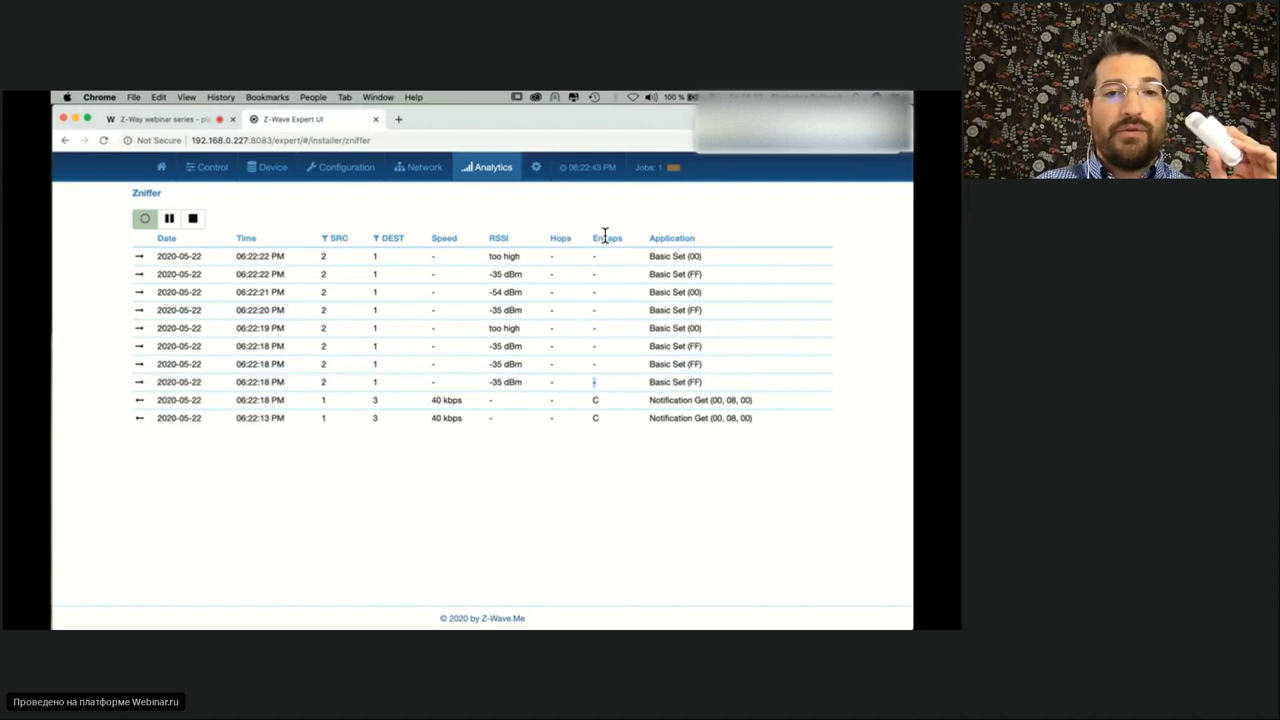 Chrome File Edit View History Bookmarks People Tab Window Help 100 %
W Z-Way webinar series - × Z-Wave Expert UI × +
Not Secure 192.168.0.227:8083/expert/#/installer/zniffer
Control Device Configuration Network Analytics 06:22:43 PM Jobs: 1
Zniffer
Date Time SRC DEST Speed RSSI Hops Encaps Application
→ 2020-05-22 06:22:22 PM 2 1 - too high - - Basic Set (00)
→ 2020-05-22 06:22:22 PM 2 1 - -35 dBm - - Basic Set (FF)
→ 2020-05-22 06:22:21 PM 2 1 - -54 dBm - - Basic Set (00)
→ 2020-05-22 06:22:20 PM 2 1 - -35 dBm - - Basic Set (FF)
→ 2020-05-22 06:22:19 PM 2 1 - too high - - Basic Set (00)
→ 2020-05-22 06:22:18 PM 2 1 - -35 dBm - - Basic Set (FF)
→ 2020-05-22 06:22:18 PM 2 1 - -35 dBm - - Basic Set (FF)
→ 2020-05-22 06:22:18 PM 2 1 - -35 dBm - - Basic Set (FF)
← 2020-05-22 06:22:18 PM 1 3 40 kbps - - C Notification Get (00, 08, 00)
← 2020-05-22 06:22:13 PM 1 3 40 kbps - - C Notification Get (00, 08, 00)
© 2020 by Z-Wave.Me
Проведено на платформе Webinar.ru